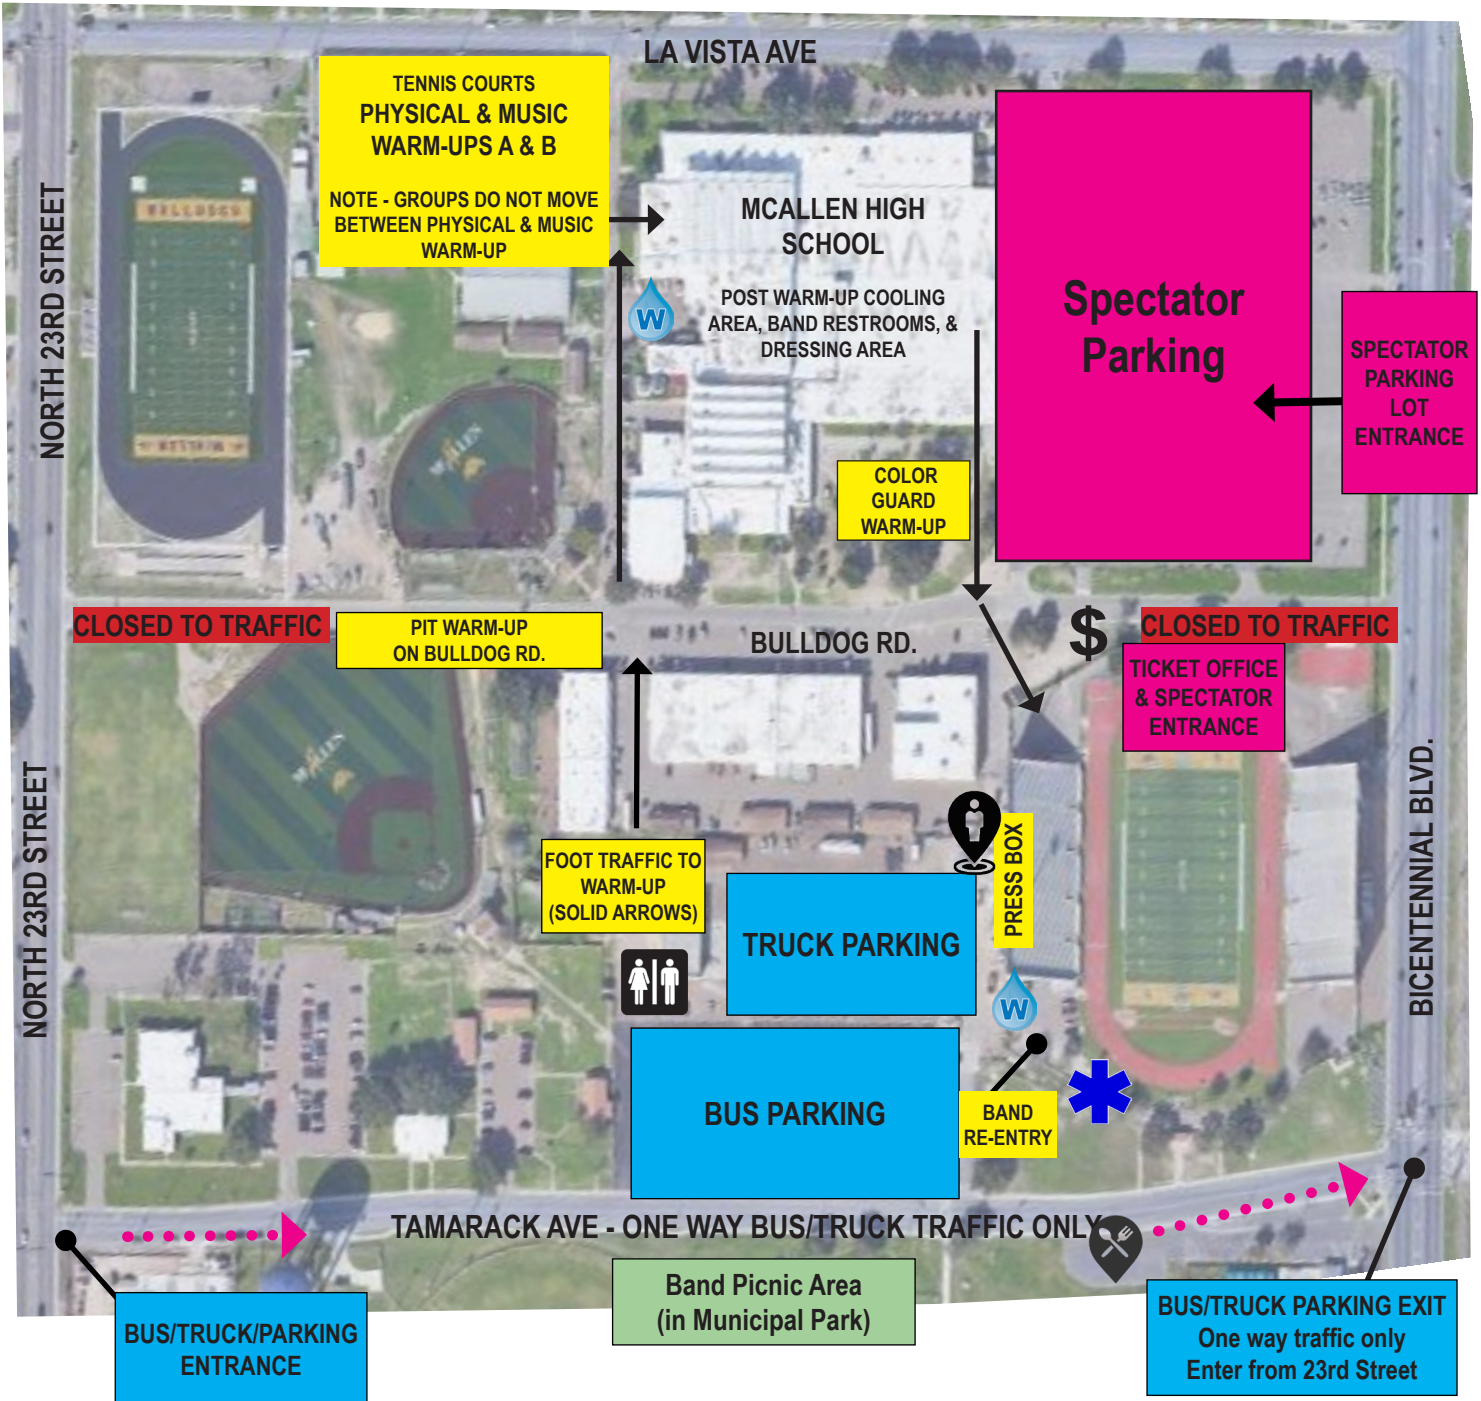 LA VISTA AVE
TENNIS COURTS
PHYSICAL & MUSIC
WARM-UPS A & B
NOTE - GROUPS DO NOT MOVE
BETWEEN PHYSICAL & MUSIC
WARM-UP
MCALLEN HIGH
SCHOOL
POST WARM-UP COOLING
AREA, BAND RESTROOMS, &
DRESSING AREA
W
Spectator
Parking
SPECTATOR
PARKING
LOT
ENTRANCE
NORTH 23RD STREET
BULLDOGS
MCALLEN
COLOR
GUARD
WARM-UP
CLOSED TO TRAFFIC
PIT WARM-UP
ON BULLDOG RD.
BULLDOG RD.
$
CLOSED TO TRAFFIC
TICKET OFFICE
& SPECTATOR
ENTRANCE
NORTH 23RD STREET
BICENTENNIAL BLVD.
FOOT TRAFFIC TO
WARM-UP
(SOLID ARROWS)
PRESS BOX
TRUCK PARKING
W
BUS PARKING
BAND
RE-ENTRY
TAMARACK AVE - ONE WAY BUS/TRUCK TRAFFIC ONLY
Band Picnic Area
(in Municipal Park)
BUS/TRUCK/PARKING
ENTRANCE
BUS/TRUCK PARKING EXIT
One way traffic only
Enter from 23rd Street